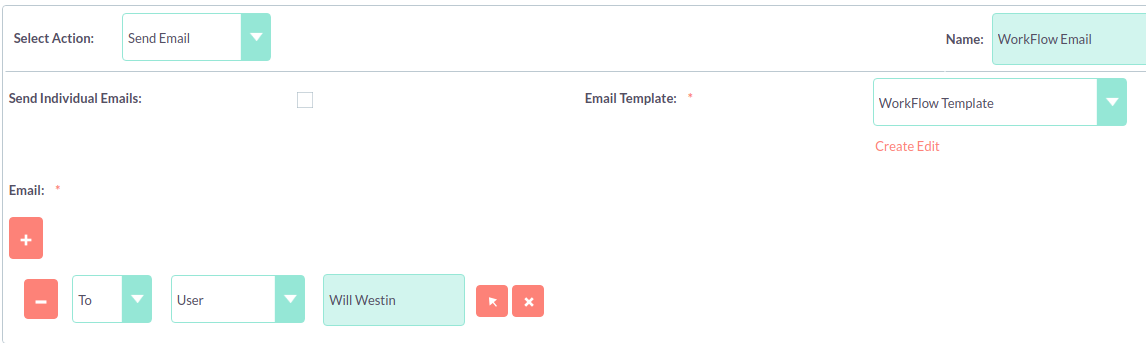 Select Action: Send Email Name: WorkFlow Email
Send Individual Emails: Email Template: * WorkFlow Template
Create Edit
Email: *
+
− To User Will Westin